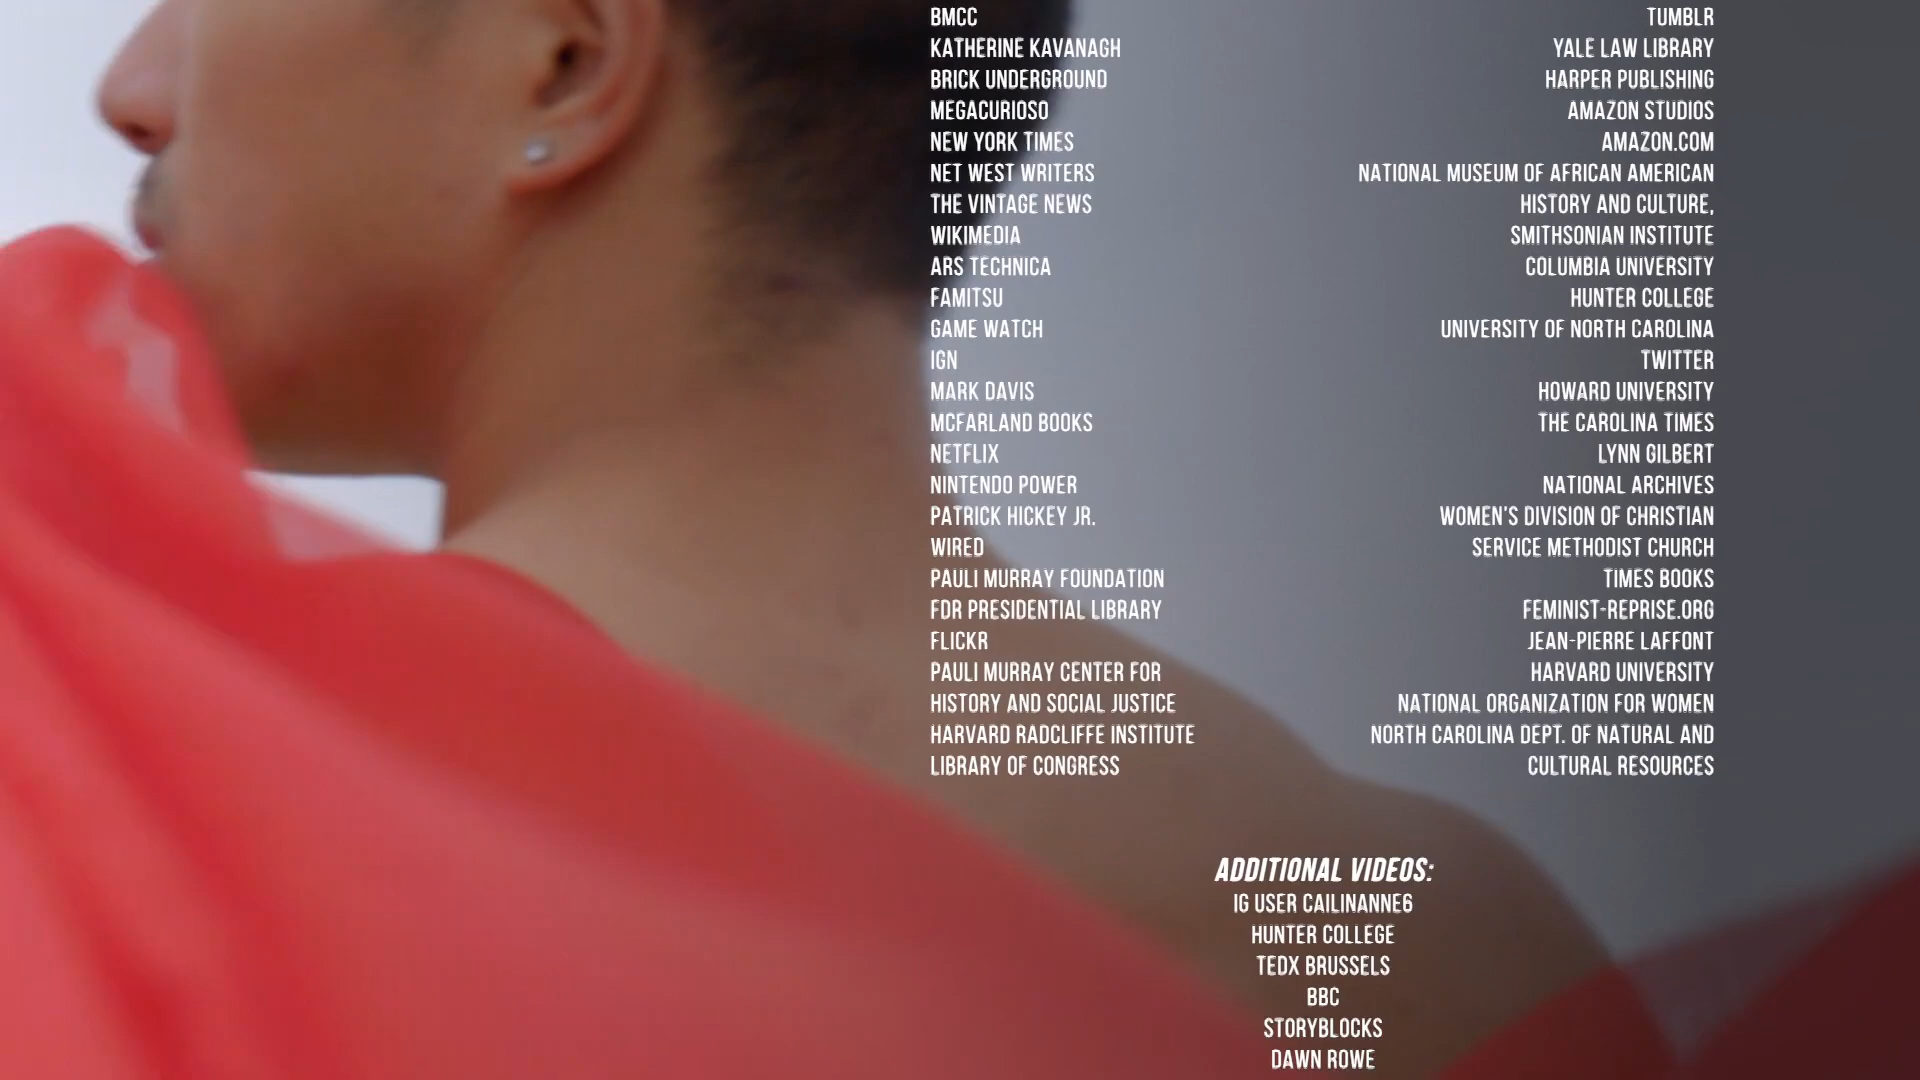 BMCC
KATHERINE KAVANAGH
BRICK UNDERGROUND
MEGACURIOSO
NEW YORK TIMES
NET WEST WRITERS
THE VINTAGE NEWS
WIKIMEDIA
ARS TECHNICA
FAMITSU
GAME WATCH
IGN
MARK DAVIS
MCFARLAND BOOKS
NETFLIX
NINTENDO POWER
PATRICK HICKEY JR.
WIRED
PAULI MURRAY FOUNDATION
FDR PRESIDENTIAL LIBRARY
FLICKR
PAULI MURRAY CENTER FOR
HISTORY AND SOCIAL JUSTICE
HARVARD RADCLIFFE INSTITUTE
LIBRARY OF CONGRESS
TUMBLR
YALE LAW LIBRARY
HARPER PUBLISHING
AMAZON STUDIOS
AMAZON.COM
NATIONAL MUSEUM OF AFRICAN AMERICAN
HISTORY AND CULTURE,
SMITHSONIAN INSTITUTE
COLUMBIA UNIVERSITY
HUNTER COLLEGE
UNIVERSITY OF NORTH CAROLINA
TWITTER
HOWARD UNIVERSITY
THE CAROLINA TIMES
LYNN GILBERT
NATIONAL ARCHIVES
WOMEN'S DIVISION OF CHRISTIAN
SERVICE METHODIST CHURCH
TIMES BOOKS
FEMINIST-REPRISE.ORG
JEAN-PIERRE LAFFONT
HARVARD UNIVERSITY
NATIONAL ORGANIZATION FOR WOMEN
NORTH CAROLINA DEPT. OF NATURAL AND
CULTURAL RESOURCES
ADDITIONAL VIDEOS:
IG USER CAILINANNE6
HUNTER COLLEGE
TEDX BRUSSELS
BBC
STORYBLOCKS
DAWN ROWE